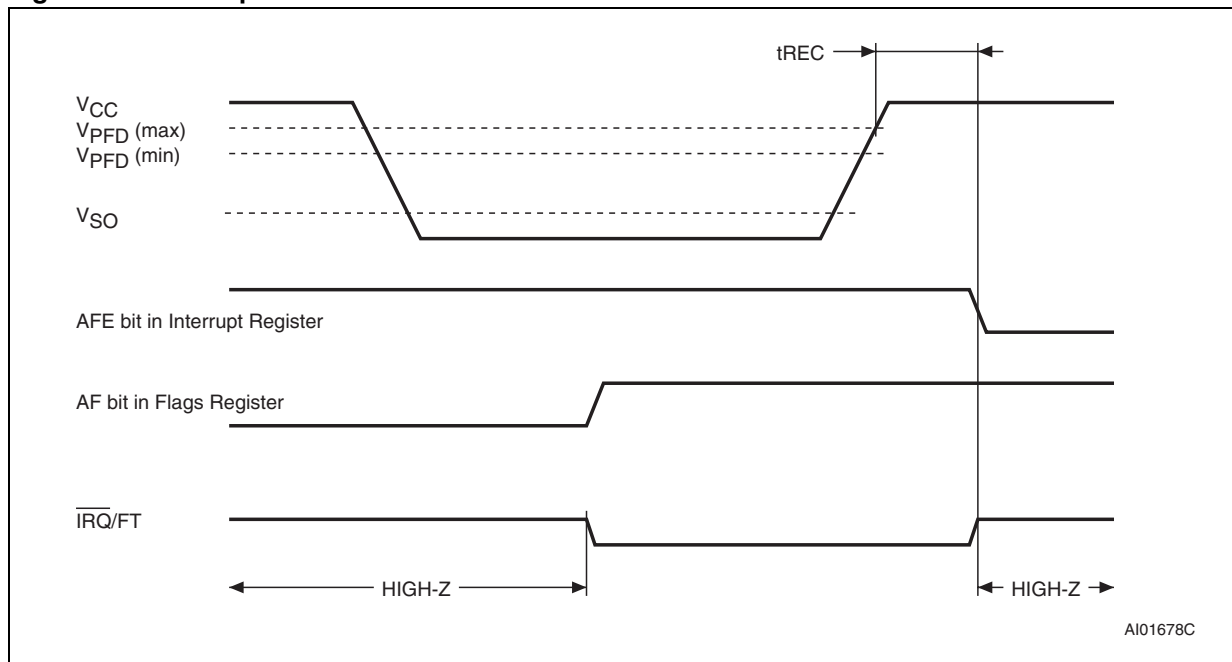 tREC
VCC
VPFD (max)
VPFD (min)
VSO
AFE bit in Interrupt Register
AF bit in Flags Register
IRQ/FT
HIGH-Z
HIGH-Z
AI01678C